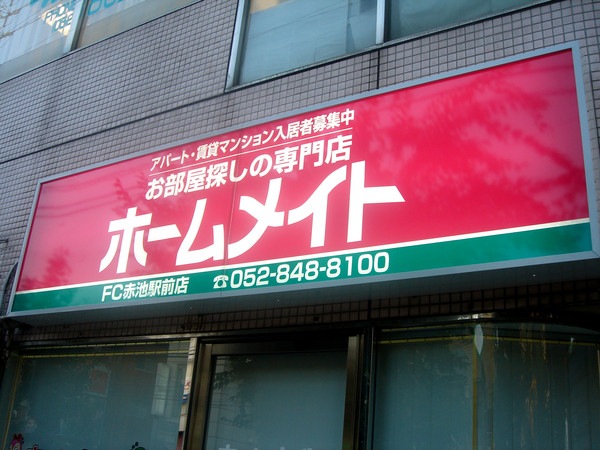 アパート・賃貸マンション入居者募集中
お部屋探しの専門店
ホームメイト
FC赤池駅前店 ☎052-848-8100